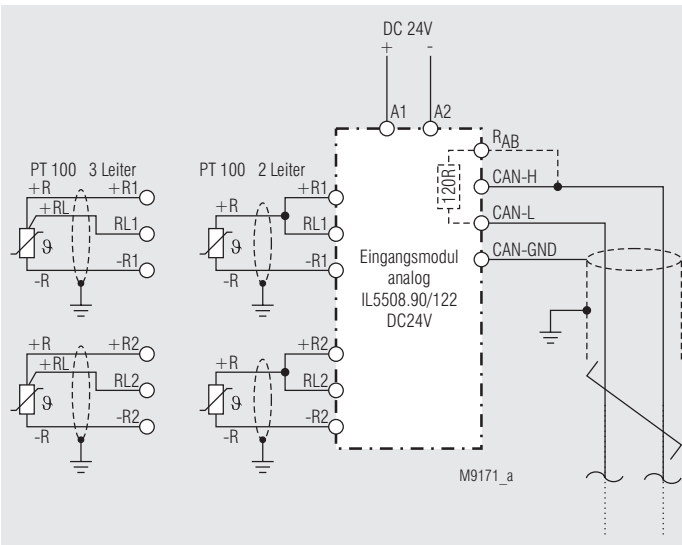 DC 24V
+ -
A1 A2
RAB
120R
CAN-H
CAN-L
CAN-GND
PT 100 3 Leiter
+R +R1
+RL
RL1
ϑ
-R1
-R
PT 100 2 Leiter
+R1
+R
RL1
ϑ
-R1
-R
Eingangsmodul
analog
IL5508.90/122
DC24V
+R +R2
+RL
RL2
ϑ
-R2
-R
+R2
+R
RL2
ϑ
-R2
-R
M9171_a